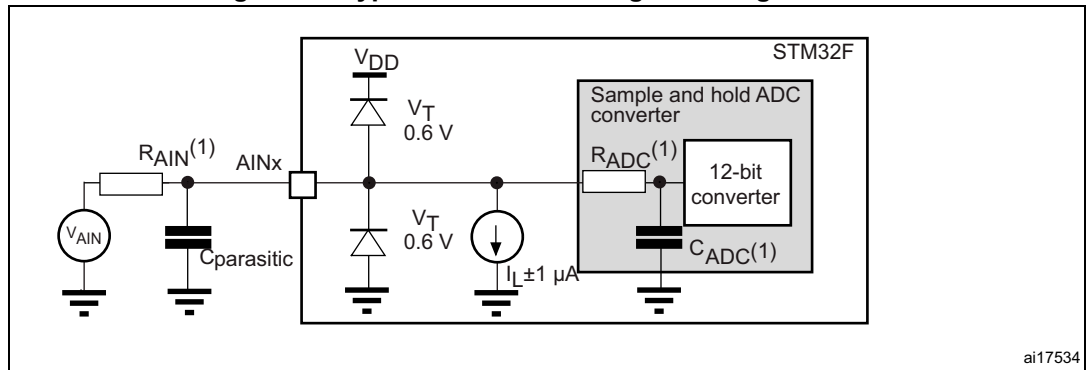 STM32F
VDD
Sample and hold ADC
converter
VT
0.6 V
RAIN(1)
AINx
RADC(1)
12-bit
converter
VAIN
Cparasitic
VT
0.6 V
IL±1 µA
CADC(1)
ai17534